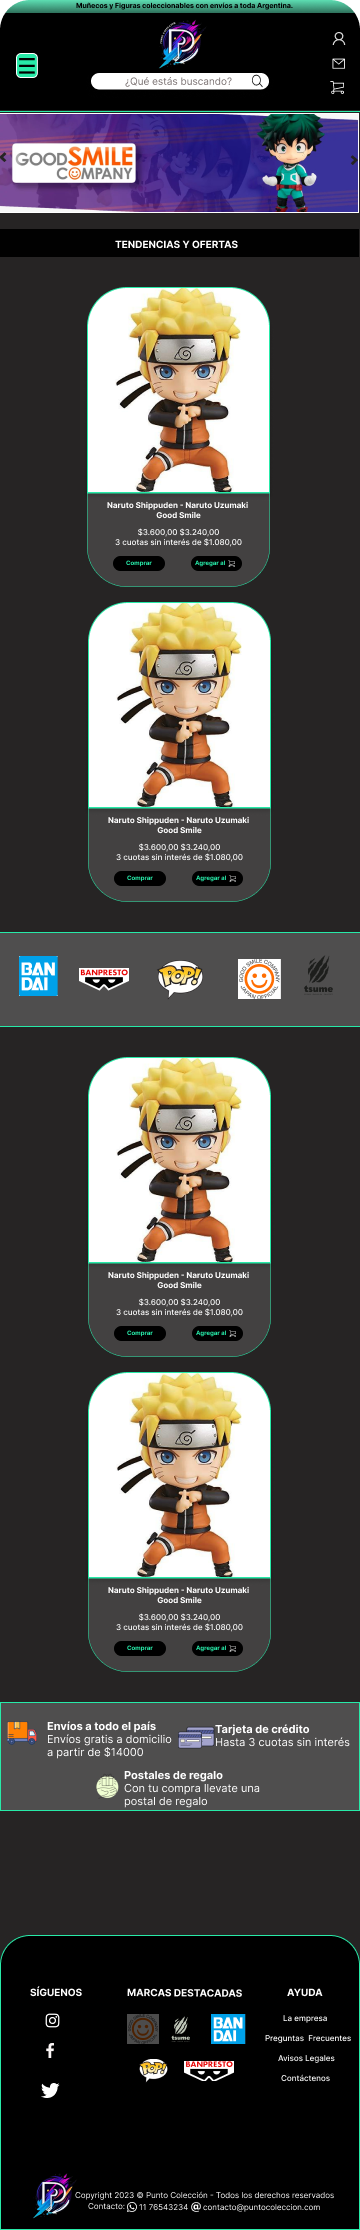 Muñecos y Figuras coleccionables con envíos a toda Argentina.
¿Qué estás buscando?
GOODSMILE
COMPANY
TENDENCIAS Y OFERTAS
Naruto Shippuden - Naruto Uzumaki
Good Smile
$3.600,00 $3.240,00
3 cuotas sin interés de $1.080,00
Comprar
Agregar al
Naruto Shippuden - Naruto Uzumaki
Good Smile
$3.600,00 $3.240,00
3 cuotas sin interés de $1.080,00
Comprar
Agregar al
BAN
DAI
BANPRESTO
POP!
GOOD SMILE COMPANY
JAPAN OFFICIAL
tsume
Naruto Shippuden - Naruto Uzumaki
Good Smile
$3.600,00 $3.240,00
3 cuotas sin interés de $1.080,00
Comprar
Agregar al
Naruto Shippuden - Naruto Uzumaki
Good Smile
$3.600,00 $3.240,00
3 cuotas sin interés de $1.080,00
Comprar
Agregar al
Envíos a todo el país
Envíos gratis a domicilio
a partir de $14000
Tarjeta de crédito
Hasta 3 cuotas sin interés
Postales de regalo
Con tu compra llevate una
postal de regalo
SÍGUENOS
MARCAS DESTACADAS
tsume
BAN
DAI
POP!
BANPRESTO
AYUDA
La empresa
Preguntas Frecuentes
Avisos Legales
Contáctenos
Copyright 2023 © Punto Colección - Todos los derechos reservados
Contacto: 11 76543234 @ contacto@puntocoleccion.com